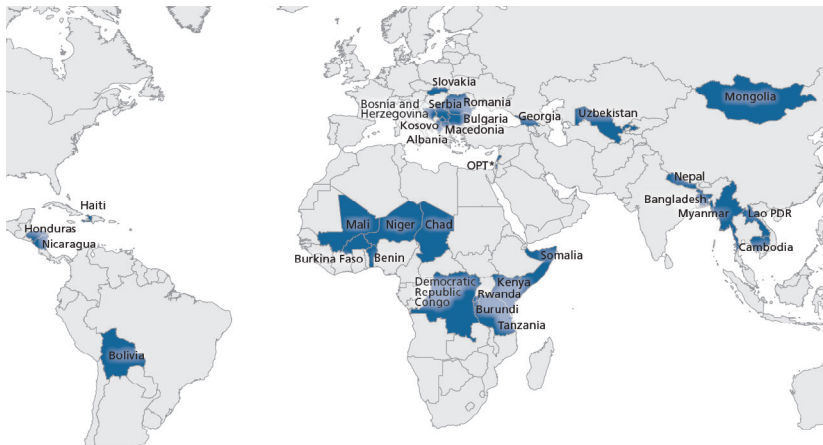 Slovakia
Bosnia and
Herzegovina
Serbia
Romania
Kosovo
Bulgaria
Macedonia
Albania
Georgia
Uzbekistan
Mongolia
OPT*
Haiti
Honduras
Nicaragua
Nepal
Bangladesh
Myanmar
Lao PDR
Cambodia
Mali
Niger
Chad
Burkina Faso
Benin
Somalia
Democratic
Republic
Congo
Kenya
Rwanda
Burundi
Tanzania
Bolivia